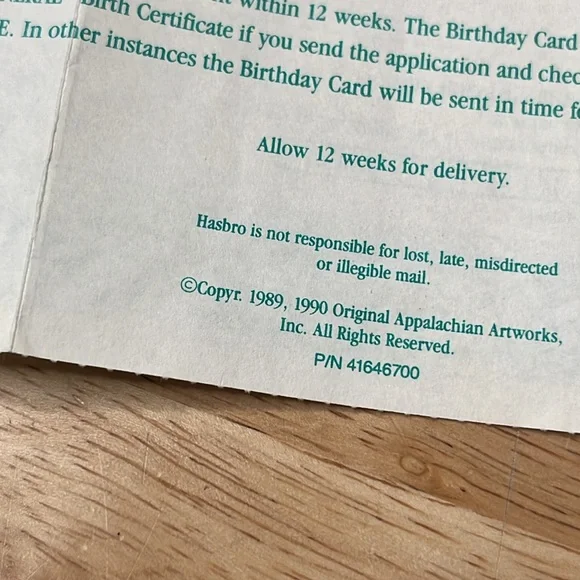 within 12 weeks. The Birthday Card
Birth Certificate if you send the application and chec
E. In other instances the Birthday Card will be sent in time f
Allow 12 weeks for delivery.
Hasbro is not responsible for lost, late, misdirected
or illegible mail.
©Copyr. 1989, 1990 Original Appalachian Artworks,
Inc. All Rights Reserved.
P/N 41646700